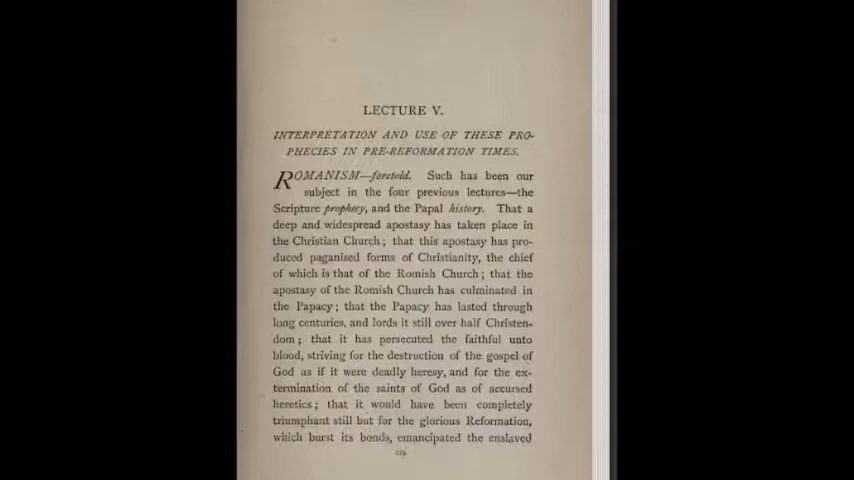 LECTURE V.
INTERPRETATION AND USE OF THESE PRO-
PHECIES IN PRE-REFORMATION TIMES.
ROMANISM—foretold. Such has been our
subject in the four previous lectures—the
Scripture prophecy, and the Papal history. That a
deep and widespread apostasy has taken place in
the Christian Church; that this apostasy has pro-
duced paganised forms of Christianity, the chief
of which is that of the Romish Church; that the
apostasy of the Romish Church has culminated in
the Papacy; that the Papacy has lasted through
long centuries, and lords it still over half Christen-
dom; that it has persecuted the faithful unto
blood, striving for the destruction of the gospel of
God as if it were deadly heresy, and for the ex-
termination of the saints of God as of accursed
heretics; that it would have been completely
triumphant still but for the glorious Reformation,
which burst its bonds, emancipated the enslaved